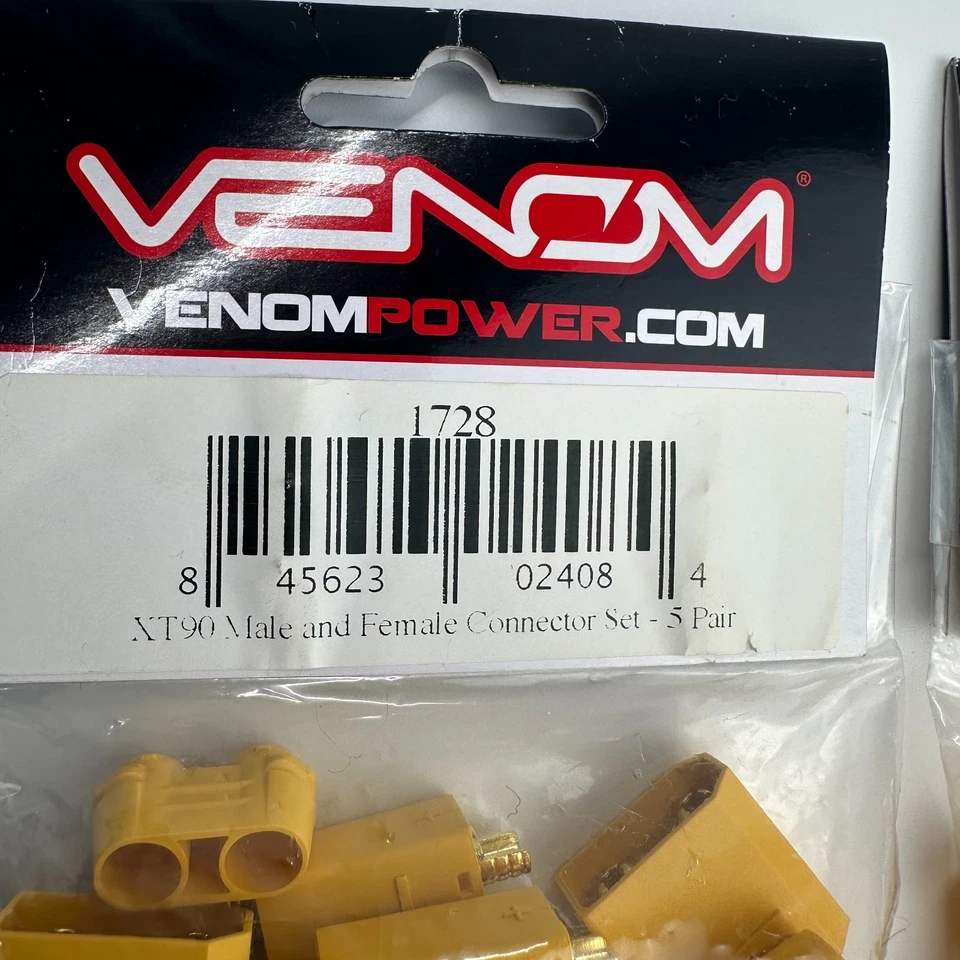 VENOM®
VENOMPOWER.COM
1728
8 45623 02408 4
XT90 Male and Female Connector Set - 5 Pair